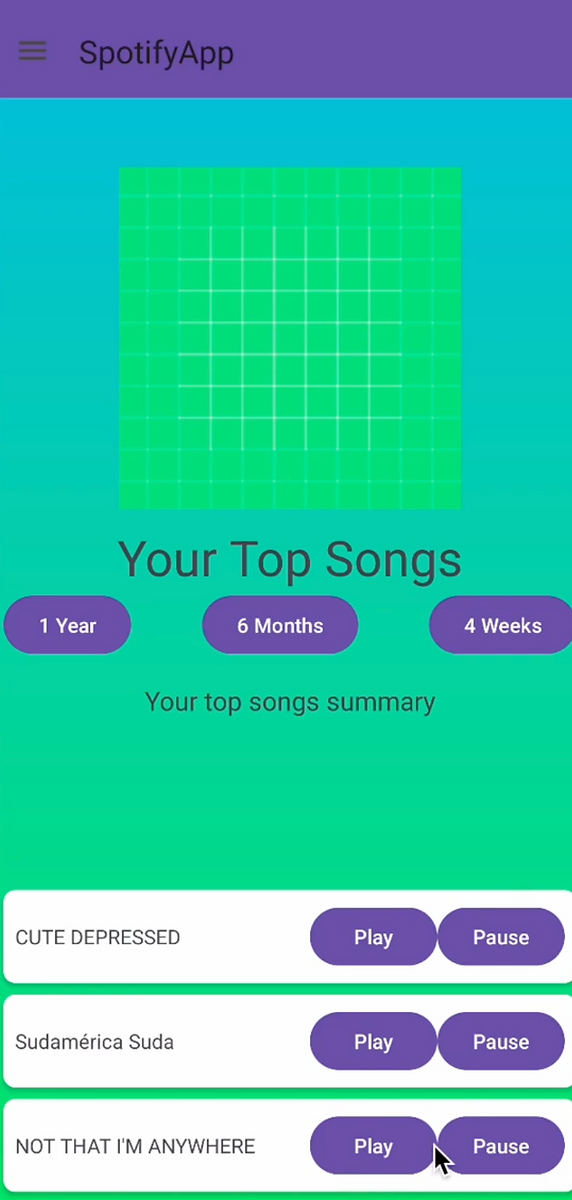 SpotifyApp
Your Top Songs
1 Year 6 Months 4 Weeks
Your top songs summary
CUTE DEPRESSED Play Pause
Sudamérica Suda Play Pause
NOT THAT I'M ANYWHERE Play Pause